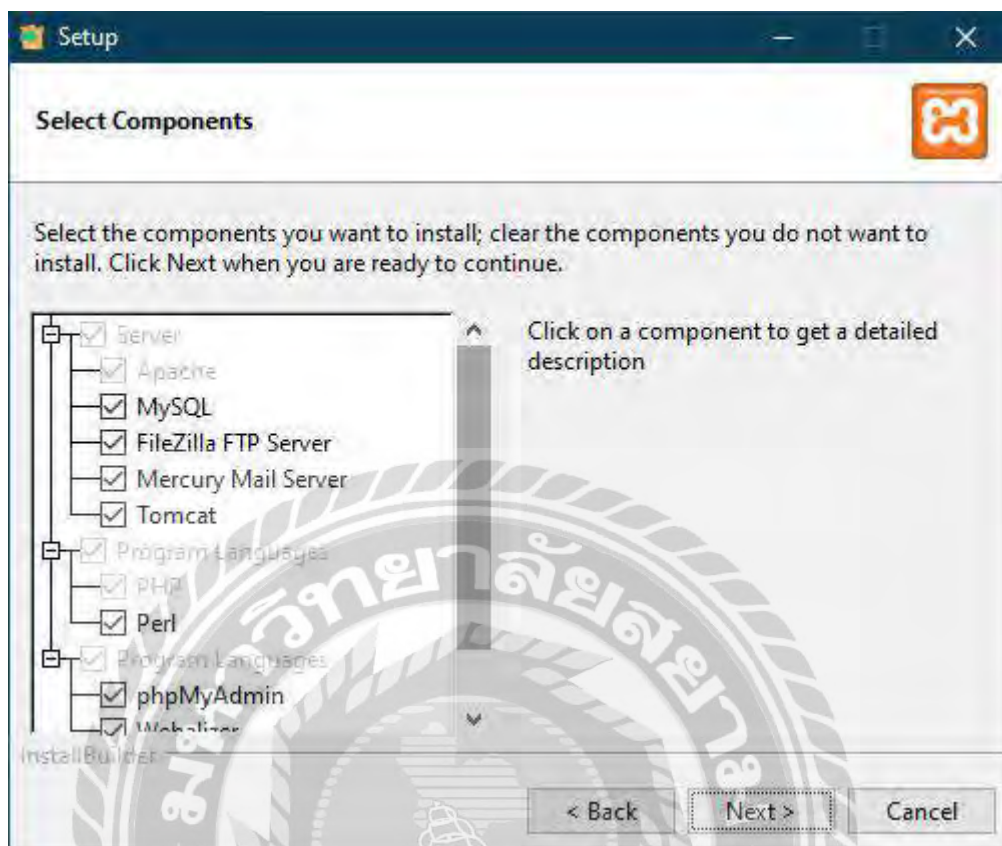 Setup
Select Components
Select the components you want to install; clear the components you do not want to
install. Click Next when you are ready to continue.
Server
Apache
MySQL
FileZilla FTP Server
Mercury Mail Server
Tomcat
Program Languages
PHP
Perl
Program Languages
phpMyAdmin
Webalizer
Click on a component to get a detailed
description
InstallBuilder
< Back
Next >
Cancel